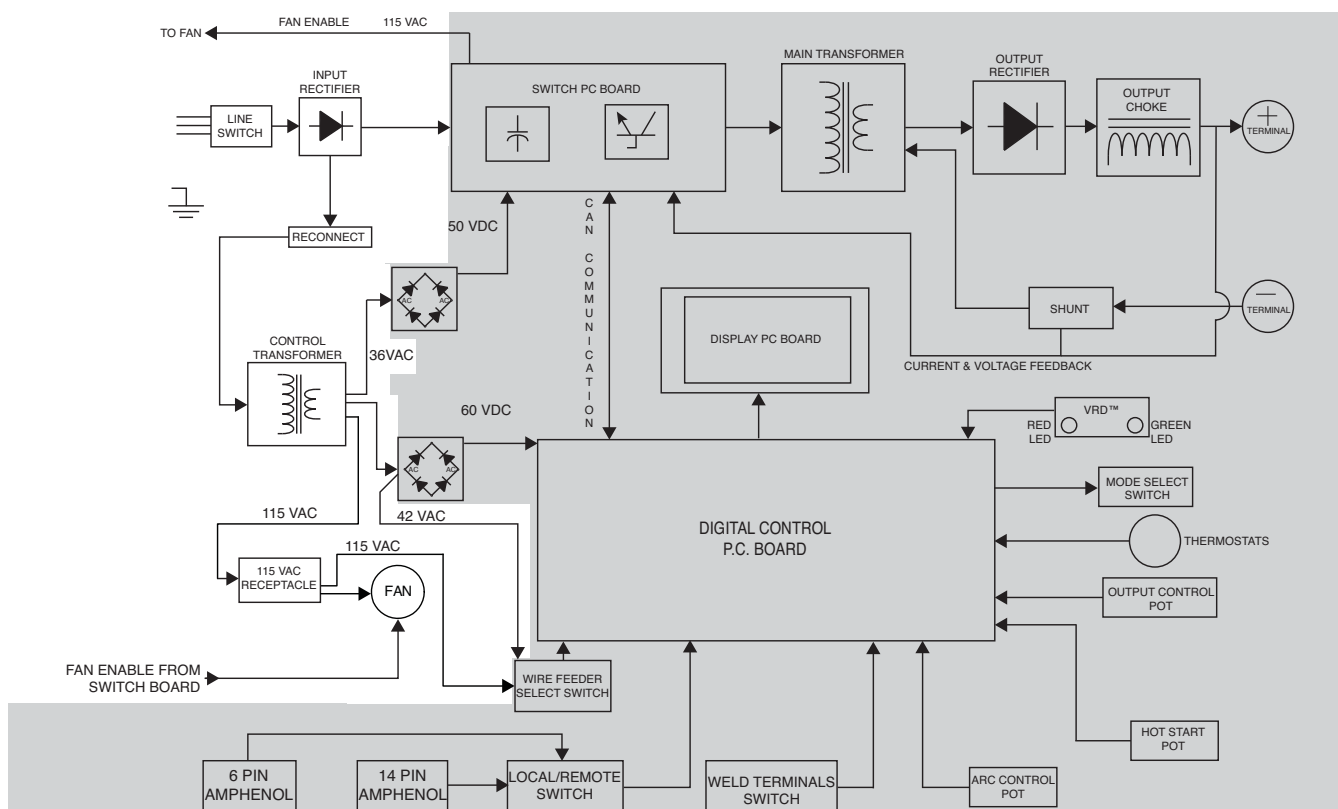 FAN ENABLE 115 VAC
TO FAN
INPUT
RECTIFIER
LINE
SWITCH
RECONNECT
SWITCH PC BOARD
MAIN TRANSFORMER
OUTPUT
RECTIFIER
OUTPUT
CHOKE
+
TERMINAL
50 VDC
CAN COMMUNICATION
AC
AC
CONTROL
TRANSFORMER
36VAC
DISPLAY PC BOARD
SHUNT
—
TERMINAL
CURRENT & VOLTAGE FEEDBACK
60 VDC
AC
AC
VRD™
RED
LED
GREEN
LED
MODE SELECT
SWITCH
115 VAC
42 VAC
DIGITAL CONTROL
P.C. BOARD
THERMOSTATS
115 VAC
115 VAC
RECEPTACLE
FAN
OUTPUT CONTROL
POT
FAN ENABLE FROM
SWITCH BOARD
WIRE FEEDER
SELECT SWITCH
HOT START
POT
6 PIN
AMPHENOL
14 PIN
AMPHENOL
LOCAL/REMOTE
SWITCH
WELD TERMINALS
SWITCH
ARC CONTROL
POT